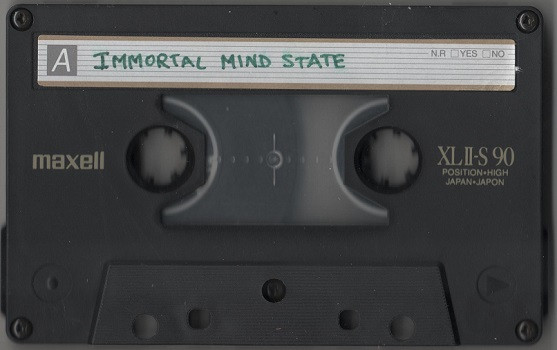 A IMMORTAL MIND STATE N.R □YES □NO
maxell
XLII-S 90
POSITION•HIGH
JAPAN•JAPON